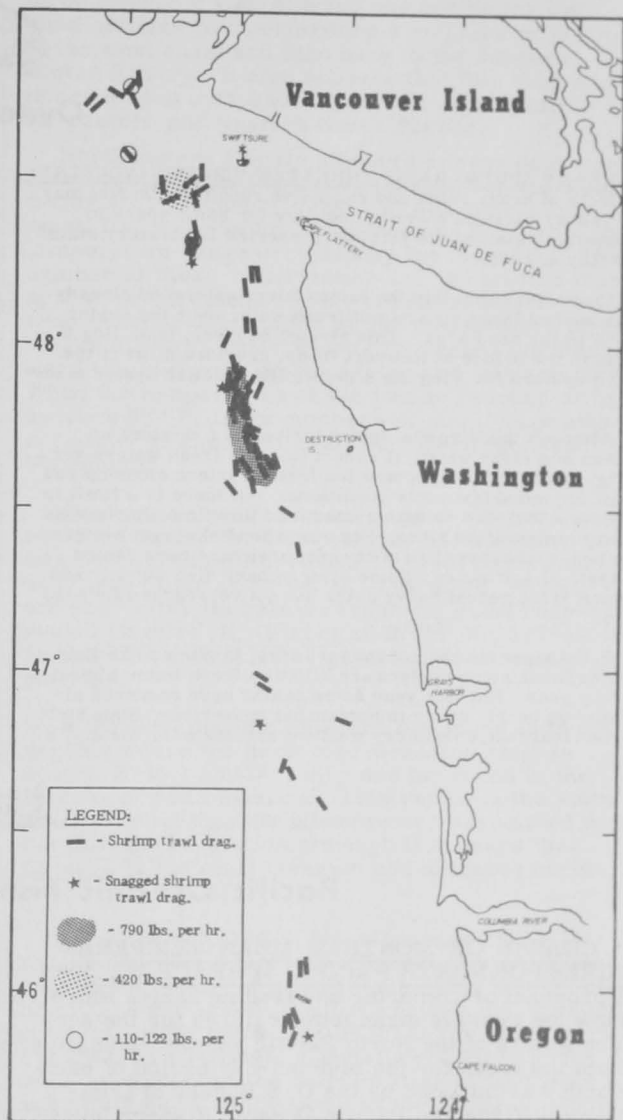 Vancouver Island
SWIFTSURE
STRAIT OF JUAN DE FUCA
CAPE FLATTERY
48°
DESTRUCTION
IS.
Washington
47°
GRAYS
HARBOR
LEGEND:
- Shrimp trawl drag.
- Snagged shrimp
trawl drag.
- 790 lbs. per hr.
- 420 lbs. per hr.
- 110-122 lbs. per
hr.
COLUMBIA RIVER
46°
Oregon
CAPE FALCON
125°
124°